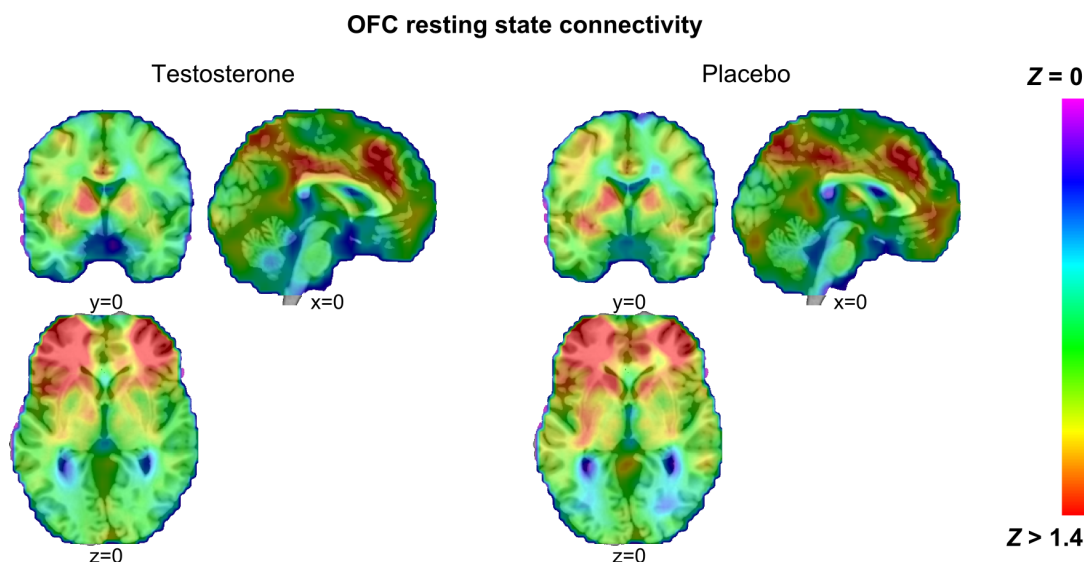 OFC resting state connectivity
Testosterone
Placebo
Z = 0
y=0
x=0
y=0
x=0
z=0
z=0
Z > 1.4